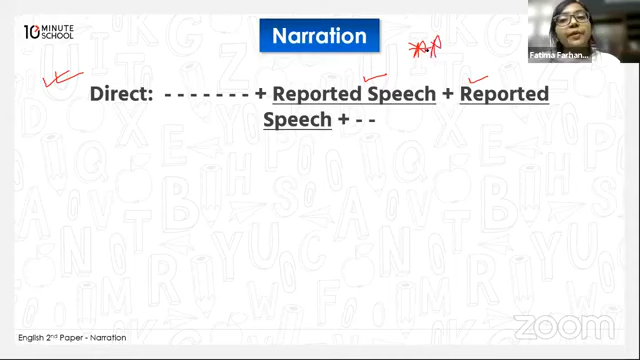 10 MINUTE
SCHOOL
Narration
Fatima Farhan...
Direct: - - - - - - - + Reported Speech + Reported
Speech + - -
zoom
English 2nd Paper - Narration